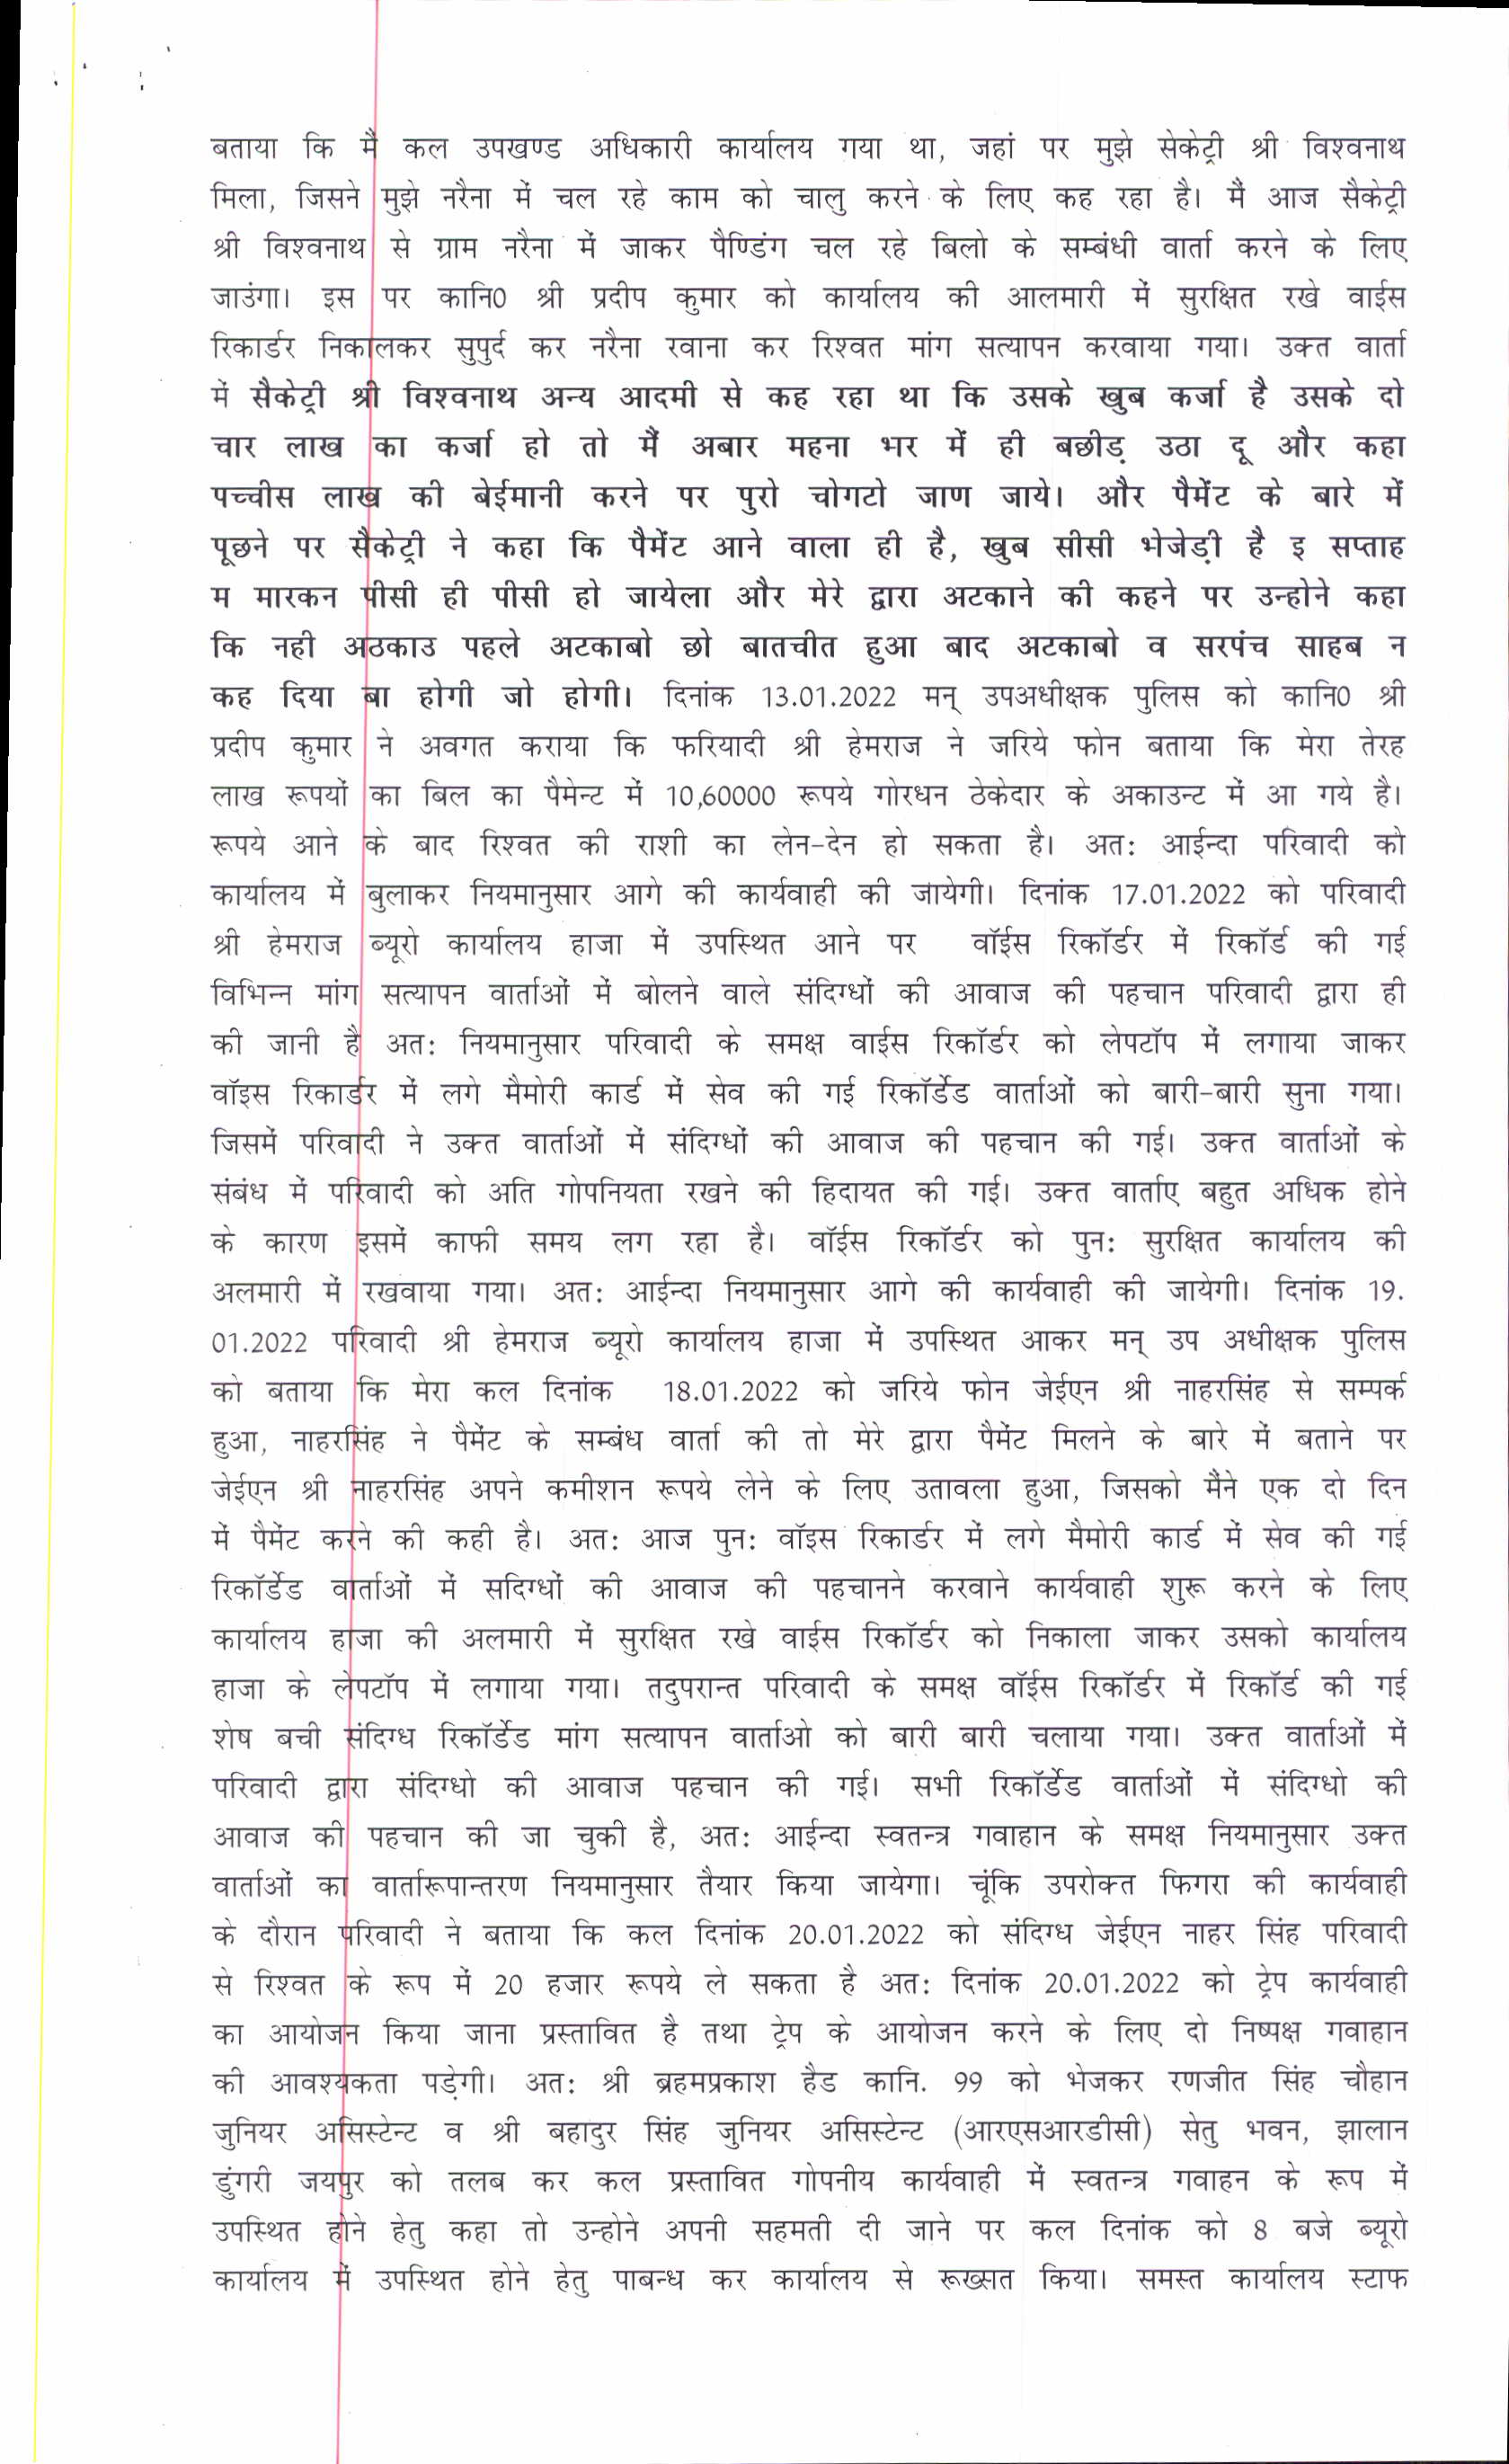 बताया कि मै कल उपखण्ड अधिकारी कार्यालय गया था, जहां पर मुझे सेकेट्री श्री विश्वनाथ
मिला, जिसने मुझे नरैना में चल रहे काम को चालु करने के लिए कह रहा है। मैं आज सैकेट्री
श्री विश्वनाथ से ग्राम नरैना में जाकर पैण्डिंग चल रहे बिलो के सम्बंधी वार्ता करने के लिए
जाउंगा। इस पर कानि0 श्री प्रदीप कुमार को कार्यालय की आलमारी में सुरक्षित रखे वाईस
रिकार्डर निकालकर सुपुर्द कर नरैना रवाना कर रिश्वत मांग सत्यापन करवाया गया। उक्त वार्ता
में सैकेट्री श्री विश्वनाथ अन्य आदमी से कह रहा था कि उसके खुब कर्जा है उसके दो
चार लाख का कर्जा हो तो मैं अबार महना भर में ही बछीड़ उठा दू और कहा
पच्चीस लाख की बेईमानी करने पर पुरो चोगटो जाण जाये। और पैमेंट के बारे में
पूछने पर सैकेट्री ने कहा कि पैमेंट आने वाला ही है, खुब सीसी भेजेड़ी है इ सप्ताह
म मारकन पीसी ही पीसी हो जायेला और मेरे द्वारा अटकाने की कहने पर उन्होने कहा
कि नही अठकाउ पहले अटकाबो छो बातचीत हुआ बाद अटकाबो व सरपंच साहब न
कह दिया बा होगी जो होगी। दिनांक 13.01.2022 मन् उपअधीक्षक पुलिस को कानि0 श्री
प्रदीप कुमार ने अवगत कराया कि फरियादी श्री हेमराज ने जरिये फोन बताया कि मेरा तेरह
लाख रूपयों का बिल का पैमेन्ट में 10,60000 रूपये गोरधन ठेकेदार के अकाउन्ट में आ गये है।
रूपये आने के बाद रिश्वत की राशी का लेन-देन हो सकता है। अतः आईन्दा परिवादी को
कार्यालय में बुलाकर नियमानुसार आगे की कार्यवाही की जायेगी। दिनांक 17.01.2022 को परिवादी
श्री हेमराज ब्यूरो कार्यालय हाजा में उपस्थित आने पर वॉईस रिकॉर्डर में रिकॉर्ड की गई
विभिन्न मांग सत्यापन वार्ताओं में बोलने वाले संदिग्धों की आवाज की पहचान परिवादी द्वारा ही
की जानी है अतः नियमानुसार परिवादी के समक्ष वाईस रिकॉर्डर को लेपटॉप में लगाया जाकर
वॉइस रिकार्डर में लगे मैमोरी कार्ड में सेव की गई रिकॉर्डेड वार्ताओं को बारी-बारी सुना गया।
जिसमें परिवादी ने उक्त वार्ताओं में संदिग्धों की आवाज की पहचान की गई। उक्त वार्ताओं के
संबंध में परिवादी को अति गोपनियता रखने की हिदायत की गई। उक्त वार्ताए बहुत अधिक होने
के कारण इसमें काफी समय लग रहा है। वॉईस रिकॉर्डर को पुनः सुरक्षित कार्यालय की
अलमारी में रखवाया गया। अतः आईन्दा नियमानुसार आगे की कार्यवाही की जायेगी। दिनांक 19.
01.2022 परिवादी श्री हेमराज ब्यूरो कार्यालय हाजा में उपस्थित आकर मन् उप अधीक्षक पुलिस
को बताया कि मेरा कल दिनांक 18.01.2022 को जरिये फोन जेईएन श्री नाहरसिंह से सम्पर्क
हुआ, नाहरसिंह ने पैमेंट के सम्बंध वार्ता की तो मेरे द्वारा पैमेंट मिलने के बारे में बताने पर
जेईएन श्री नाहरसिंह अपने कमीशन रूपये लेने के लिए उतावला हुआ, जिसको मैंने एक दो दिन
में पैमेंट करने की कही है। अतः आज पुनः वॉइस रिकार्डर में लगे मैमोरी कार्ड में सेव की गई
रिकॉर्डेड वार्ताओं में सदिग्धों की आवाज की पहचानने करवाने कार्यवाही शुरू करने के लिए
कार्यालय हाजा की अलमारी में सुरक्षित रखे वाईस रिकॉर्डर को निकाला जाकर उसको कार्यालय
हाजा के लेपटॉप में लगाया गया। तदुपरान्त परिवादी के समक्ष वॉईस रिकॉर्डर में रिकॉर्ड की गई
शेष बची संदिग्ध रिकॉर्डेड मांग सत्यापन वार्ताओ को बारी बारी चलाया गया। उक्त वार्ताओं में
परिवादी द्वारा संदिग्धो की आवाज पहचान की गई। सभी रिकॉर्डेड वार्ताओं में संदिग्धो की
आवाज की पहचान की जा चुकी है, अतः आईन्दा स्वतन्त्र गवाहान के समक्ष नियमानुसार उक्त
वार्ताओं का वार्तारूपान्तरण नियमानुसार तैयार किया जायेगा। चूंकि उपरोक्त फिगरा की कार्यवाही
के दौरान परिवादी ने बताया कि कल दिनांक 20.01.2022 को संदिग्ध जेईएन नाहर सिंह परिवादी
से रिश्वत के रूप में 20 हजार रूपये ले सकता है अतः दिनांक 20.01.2022 को ट्रेप कार्यवाही
का आयोजन किया जाना प्रस्तावित है तथा ट्रेप के आयोजन करने के लिए दो निष्पक्ष गवाहान
की आवश्यकता पड़ेगी। अतः श्री ब्रहमप्रकाश हैड कानि. 99 को भेजकर रणजीत सिंह चौहान
जुनियर असिस्टेन्ट व श्री बहादुर सिंह जुनियर असिस्टेन्ट (आरएसआरडीसी) सेतु भवन, झालान
डुंगरी जयपुर को तलब कर कल प्रस्तावित गोपनीय कार्यवाही में स्वतन्त्र गवाहन के रूप में
उपस्थित होने हेतु कहा तो उन्होने अपनी सहमती दी जाने पर कल दिनांक को 8 बजे ब्यूरो
कार्यालय में उपस्थित होने हेतु पाबन्ध कर कार्यालय से रूख्सत किया। समस्त कार्यालय स्टाफ